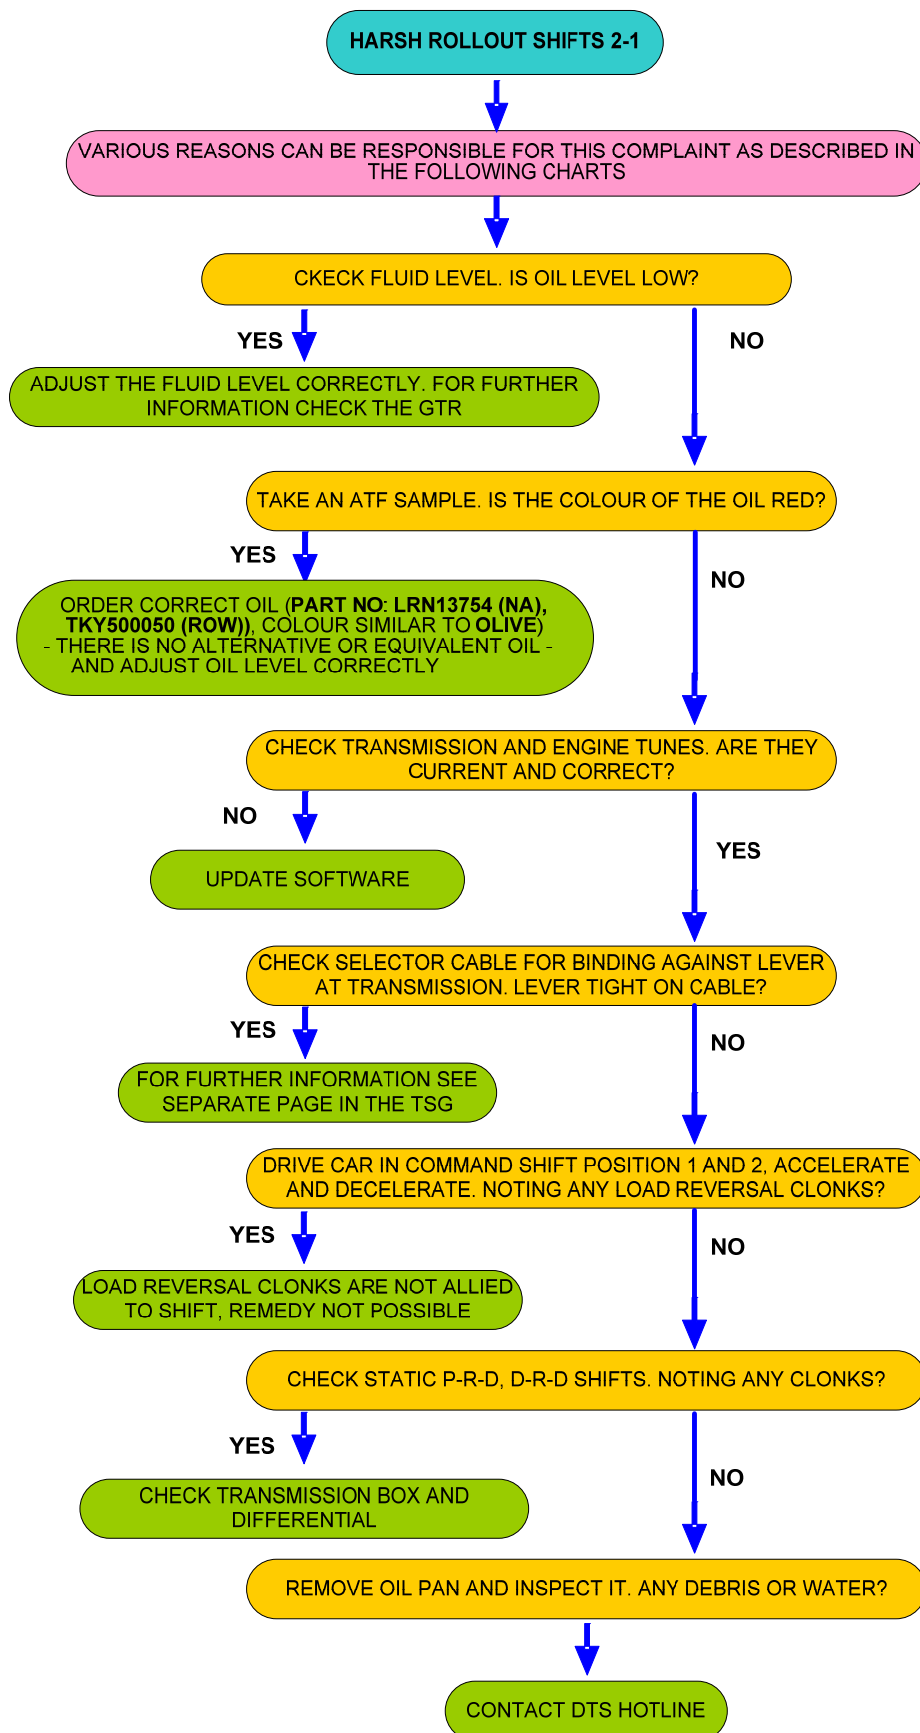 HARSH ROLLOUT SHIFTS 2-1
VARIOUS REASONS CAN BE RESPONSIBLE FOR THIS COMPLAINT AS DESCRIBED IN
THE FOLLOWING CHARTS
CKECK FLUID LEVEL. IS OIL LEVEL LOW?
YES
NO
ADJUST THE FLUID LEVEL CORRECTLY. FOR FURTHER
INFORMATION CHECK THE GTR
TAKE AN ATF SAMPLE. IS THE COLOUR OF THE OIL RED?
YES
NO
ORDER CORRECT OIL (PART NO: LRN13754 (NA),
TKY500050 (ROW)), COLOUR SIMILAR TO OLIVE)
- THERE IS NO ALTERNATIVE OR EQUIVALENT OIL -
AND ADJUST OIL LEVEL CORRECTLY
CHECK TRANSMISSION AND ENGINE TUNES. ARE THEY
CURRENT AND CORRECT?
NO
YES
UPDATE SOFTWARE
CHECK SELECTOR CABLE FOR BINDING AGAINST LEVER
AT TRANSMISSION. LEVER TIGHT ON CABLE?
YES
NO
FOR FURTHER INFORMATION SEE
SEPARATE PAGE IN THE TSG
DRIVE CAR IN COMMAND SHIFT POSITION 1 AND 2, ACCELERATE
AND DECELERATE. NOTING ANY LOAD REVERSAL CLONKS?
YES
NO
LOAD REVERSAL CLONKS ARE NOT ALLIED
TO SHIFT, REMEDY NOT POSSIBLE
CHECK STATIC P-R-D, D-R-D SHIFTS. NOTING ANY CLONKS?
YES
NO
CHECK TRANSMISSION BOX AND
DIFFERENTIAL
REMOVE OIL PAN AND INSPECT IT. ANY DEBRIS OR WATER?
CONTACT DTS HOTLINE